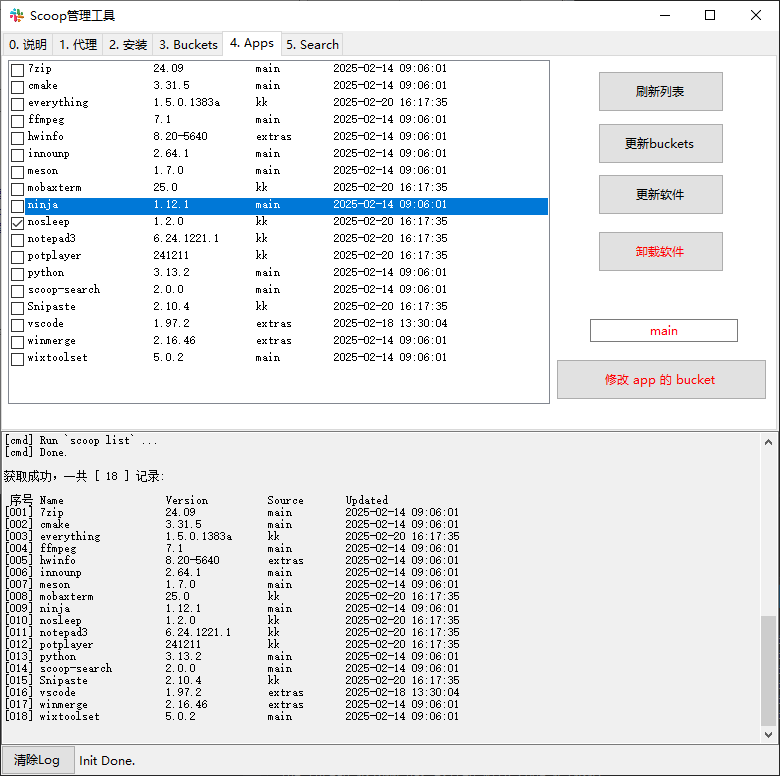 Scoop管理工具
0. 说明 1. 代理 2. 安装 3. Buckets 4. Apps 5. Search
7zip 24.09 main 2025-02-14 09:06:01
cmake 3.31.5 main 2025-02-14 09:06:01
everything 1.5.0.1383a kk 2025-02-20 16:17:35
ffmpeg 7.1 main 2025-02-14 09:06:01
hwinfo 8.20-5640 extras 2025-02-14 09:06:01
innounp 2.64.1 main 2025-02-14 09:06:01
meson 1.7.0 main 2025-02-14 09:06:01
mobaxterm 25.0 kk 2025-02-20 16:17:35
ninja 1.12.1 main 2025-02-14 09:06:01
nosleep 1.2.0 kk 2025-02-20 16:17:35
notepad3 6.24.1221.1 kk 2025-02-20 16:17:35
potplayer 241211 kk 2025-02-20 16:17:35
python 3.13.2 main 2025-02-14 09:06:01
scoop-search 2.0.0 main 2025-02-14 09:06:01
Snipaste 2.10.4 kk 2025-02-20 16:17:35
vscode 1.97.2 extras 2025-02-18 13:30:04
winmerge 2.16.46 extras 2025-02-14 09:06:01
wixtoolset 5.0.2 main 2025-02-14 09:06:01
刷新列表
更新buckets
更新软件
卸载软件
main
修改 app 的 bucket
[cmd] Run `scoop list` ...
[cmd] Done.
获取成功，一共 [ 18 ] 记录:
序号 Name Version Source Updated
[001] 7zip 24.09 main 2025-02-14 09:06:01
[002] cmake 3.31.5 main 2025-02-14 09:06:01
[003] everything 1.5.0.1383a kk 2025-02-20 16:17:35
[004] ffmpeg 7.1 main 2025-02-14 09:06:01
[005] hwinfo 8.20-5640 extras 2025-02-14 09:06:01
[006] innounp 2.64.1 main 2025-02-14 09:06:01
[007] meson 1.7.0 main 2025-02-14 09:06:01
[008] mobaxterm 25.0 kk 2025-02-20 16:17:35
[009] ninja 1.12.1 main 2025-02-14 09:06:01
[010] nosleep 1.2.0 kk 2025-02-20 16:17:35
[011] notepad3 6.24.1221.1 kk 2025-02-20 16:17:35
[012] potplayer 241211 kk 2025-02-20 16:17:35
[013] python 3.13.2 main 2025-02-14 09:06:01
[014] scoop-search 2.0.0 main 2025-02-14 09:06:01
[015] Snipaste 2.10.4 kk 2025-02-20 16:17:35
[016] vscode 1.97.2 extras 2025-02-18 13:30:04
[017] winmerge 2.16.46 extras 2025-02-14 09:06:01
[018] wixtoolset 5.0.2 main 2025-02-14 09:06:01
清除Log Init Done.